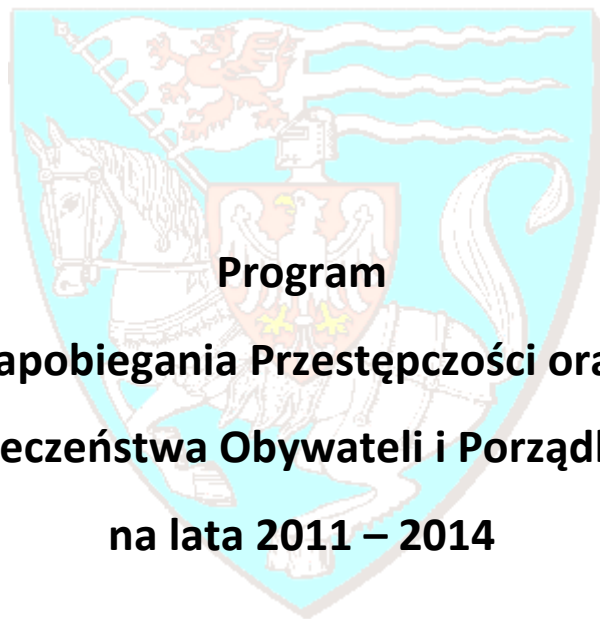 Program
apobiegania Przestępczości ora
eczeństwa Obywateli i Porządk
na lata 2011 – 2014